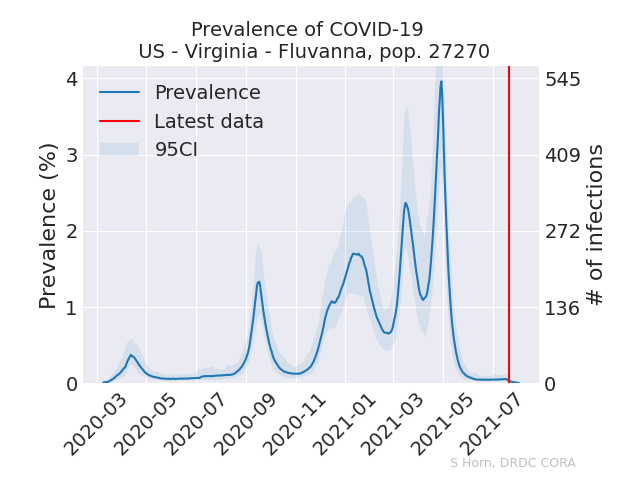 Prevalence of COVID-19
US - Virginia - Fluvanna, pop. 27270
Prevalence
Latest data
95CI
Prevalence (%)
4
3
2
1
0
545
409
272
136
0
# of infections
2020-03
2020-05
2020-07
2020-09
2020-11
2021-01
2021-03
2021-05
2021-07
S Horn, DRDC CORA